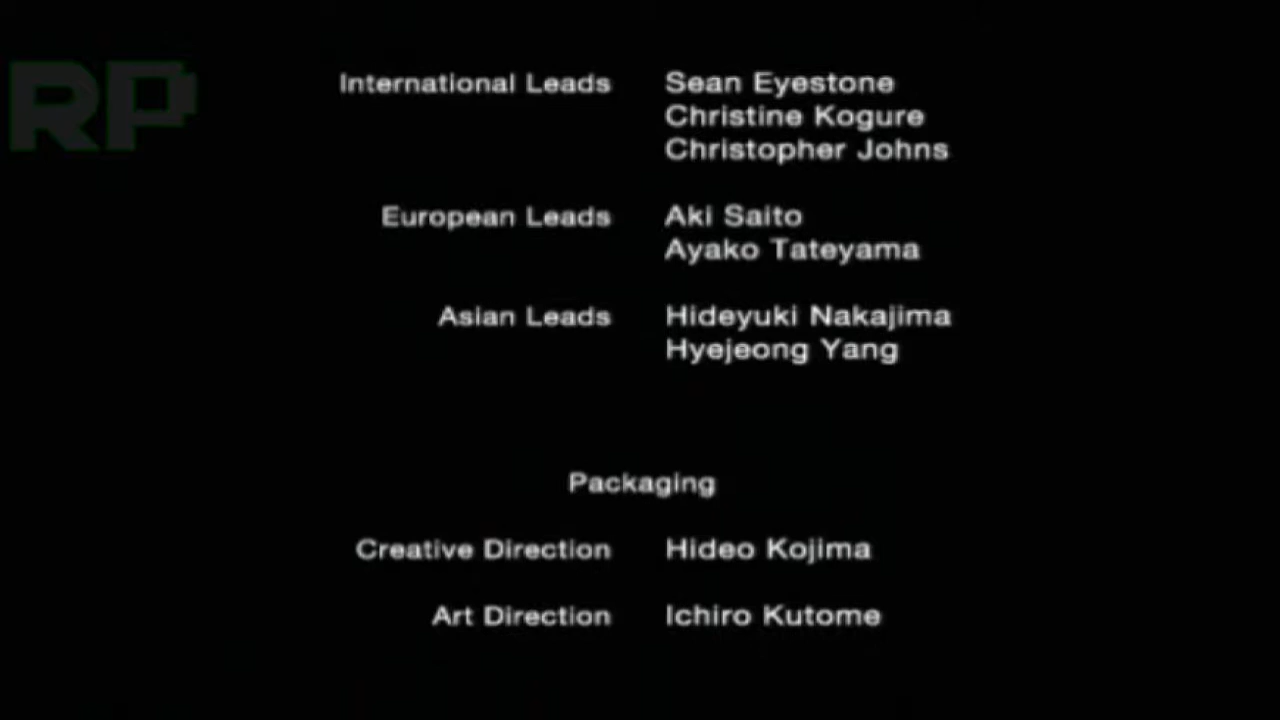 RP
International Leads Sean Eyestone
Christine Kogure
Christopher Johns
European Leads Aki Saito
Ayako Tateyama
Asian Leads Hideyuki Nakajima
Hyejeong Yang
Packaging
Creative Direction Hideo Kojima
Art Direction Ichiro Kutome